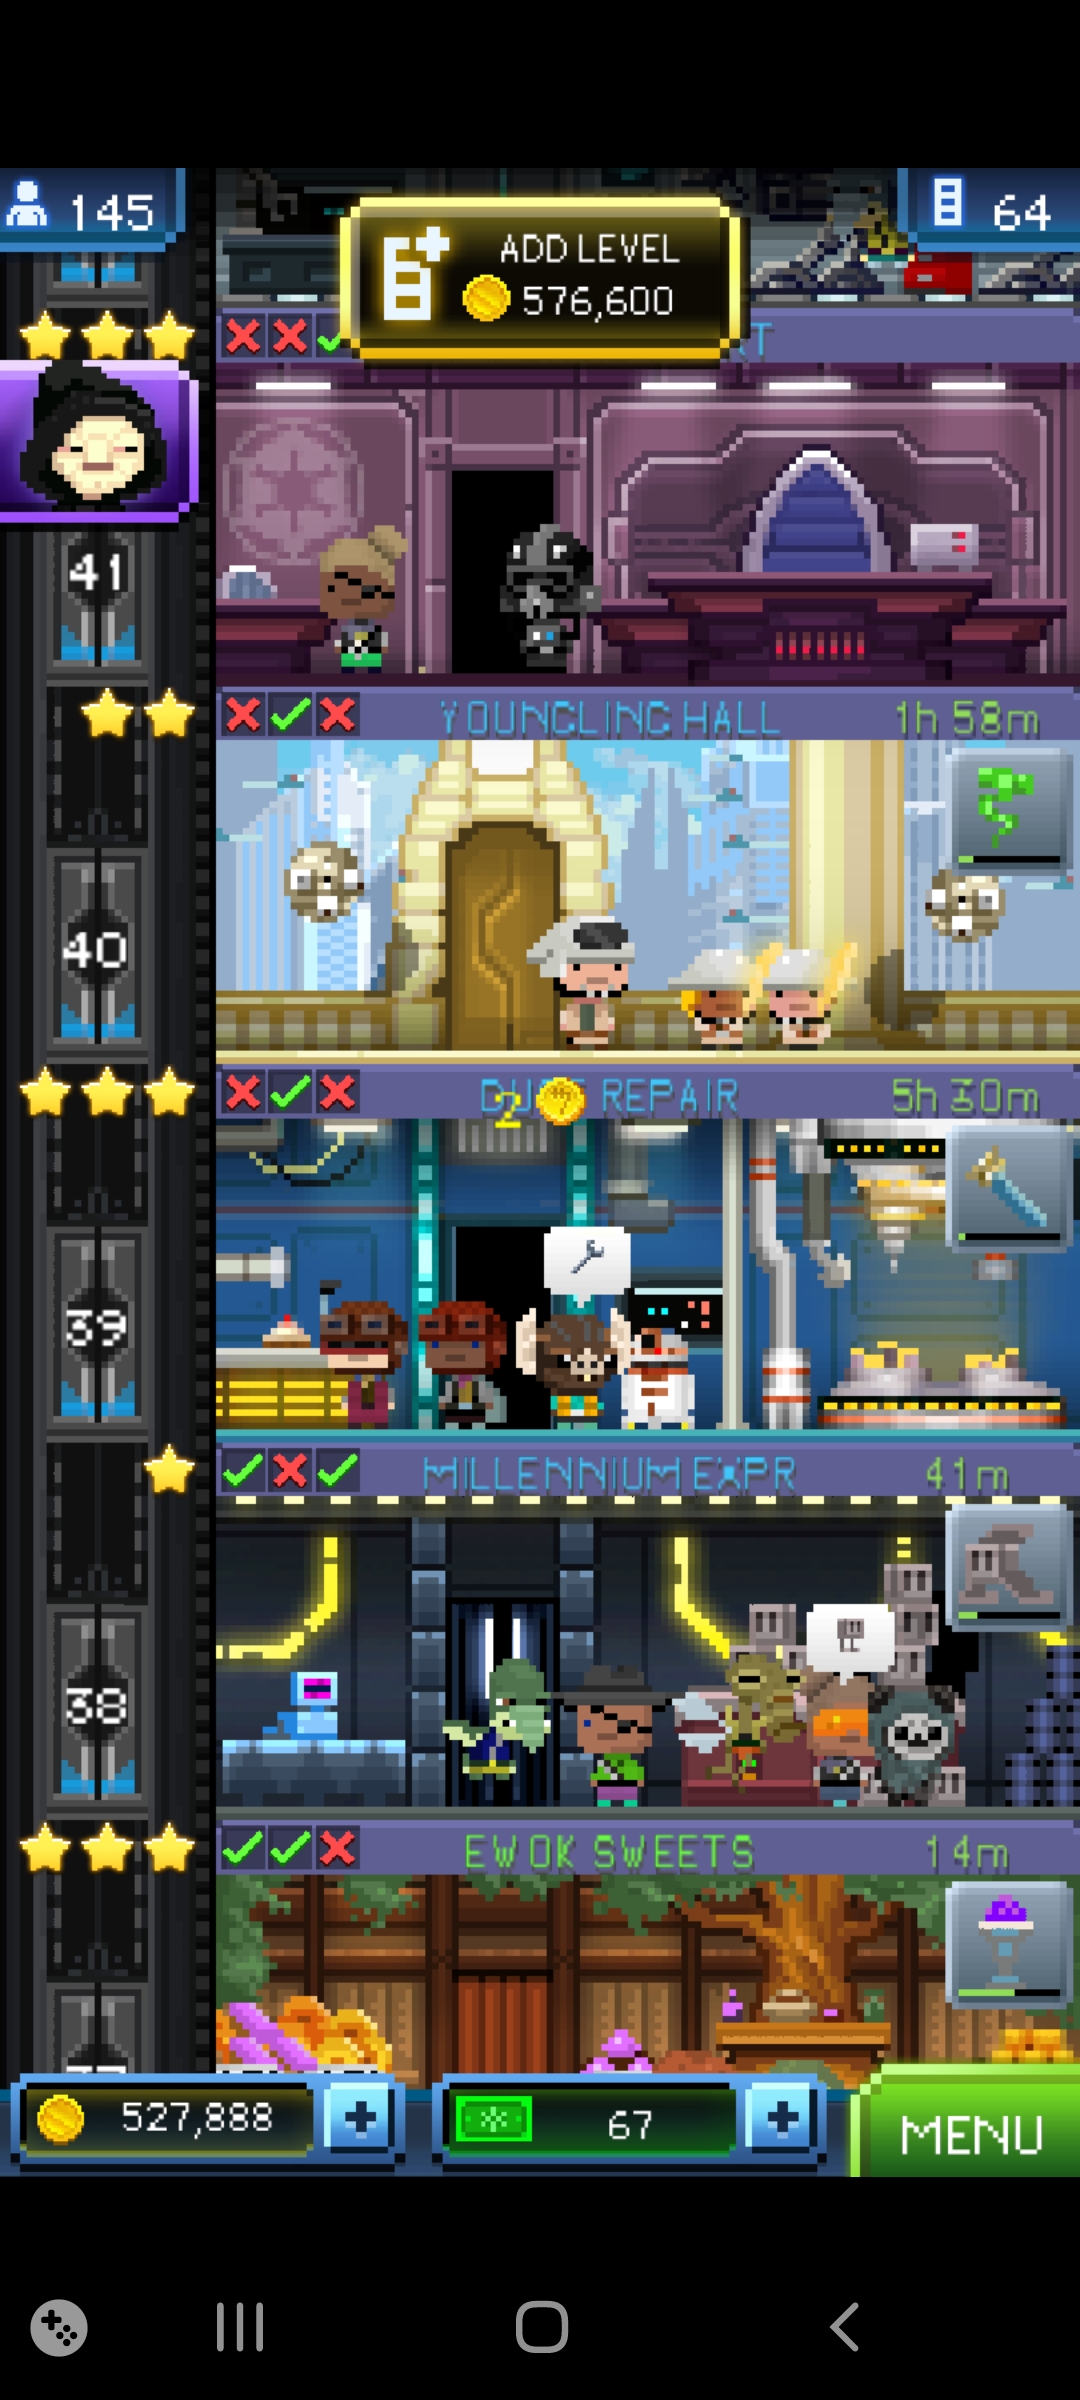 145
64
ADD LEVEL
576,600
41
YOUNGLING HALL
1h 58m
40
REPAIR
5h 30m
2
39
MILLENNIUM EXPR
41m
38
EWOK SWEETS
14m
527,888
67
MENU